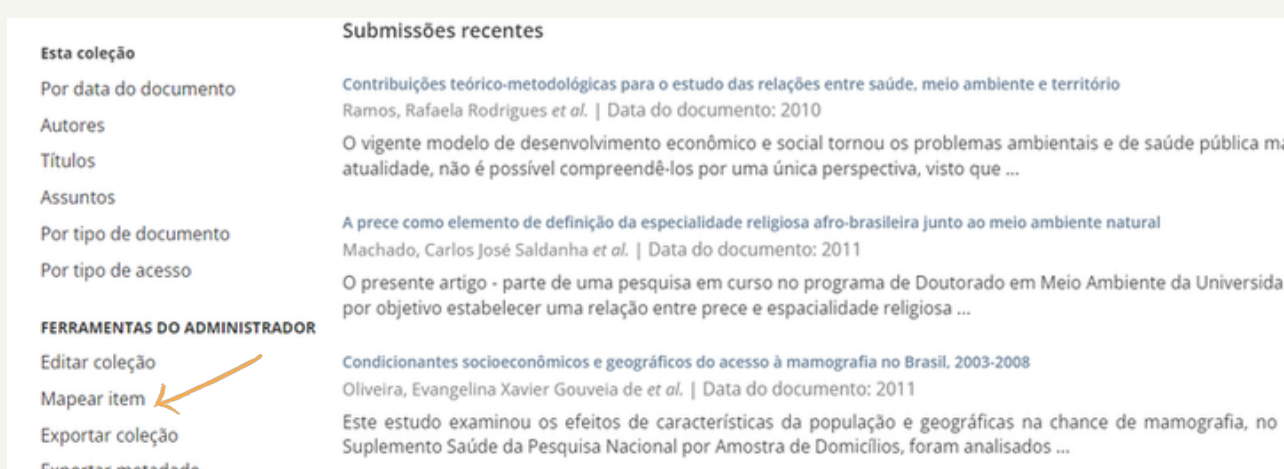 Esta coleção
Por data do documento
Autores
Títulos
Assuntos
Por tipo de documento
Por tipo de acesso
FERRAMENTAS DO ADMINISTRADOR
Editar coleção
Mapear item
Exportar coleção
Exportar metadado
Submissões recentes
Contribuições teórico-metodológicas para o estudo das relações entre saúde, meio ambiente e território
Ramos, Rafaela Rodrigues et al. | Data do documento: 2010
O vigente modelo de desenvolvimento econômico e social tornou os problemas ambientais e de saúde pública ma
atualidade, não é possível compreendê-los por uma única perspectiva, visto que ...
A prece como elemento de definição da especialidade religiosa afro-brasileira junto ao meio ambiente natural
Machado, Carlos José Saldanha et al. | Data do documento: 2011
O presente artigo - parte de uma pesquisa em curso no programa de Doutorado em Meio Ambiente da Universida
por objetivo estabelecer uma relação entre prece e espacialidade religiosa ...
Condicionantes socioeconômicos e geográficos do acesso à mamografia no Brasil, 2003-2008
Oliveira, Evangelina Xavier Gouveia de et al. | Data do documento: 2011
Este estudo examinou os efeitos de características da população e geográficas na chance de mamografia, no
Suplemento Saúde da Pesquisa Nacional por Amostra de Domicílios, foram analisados ...